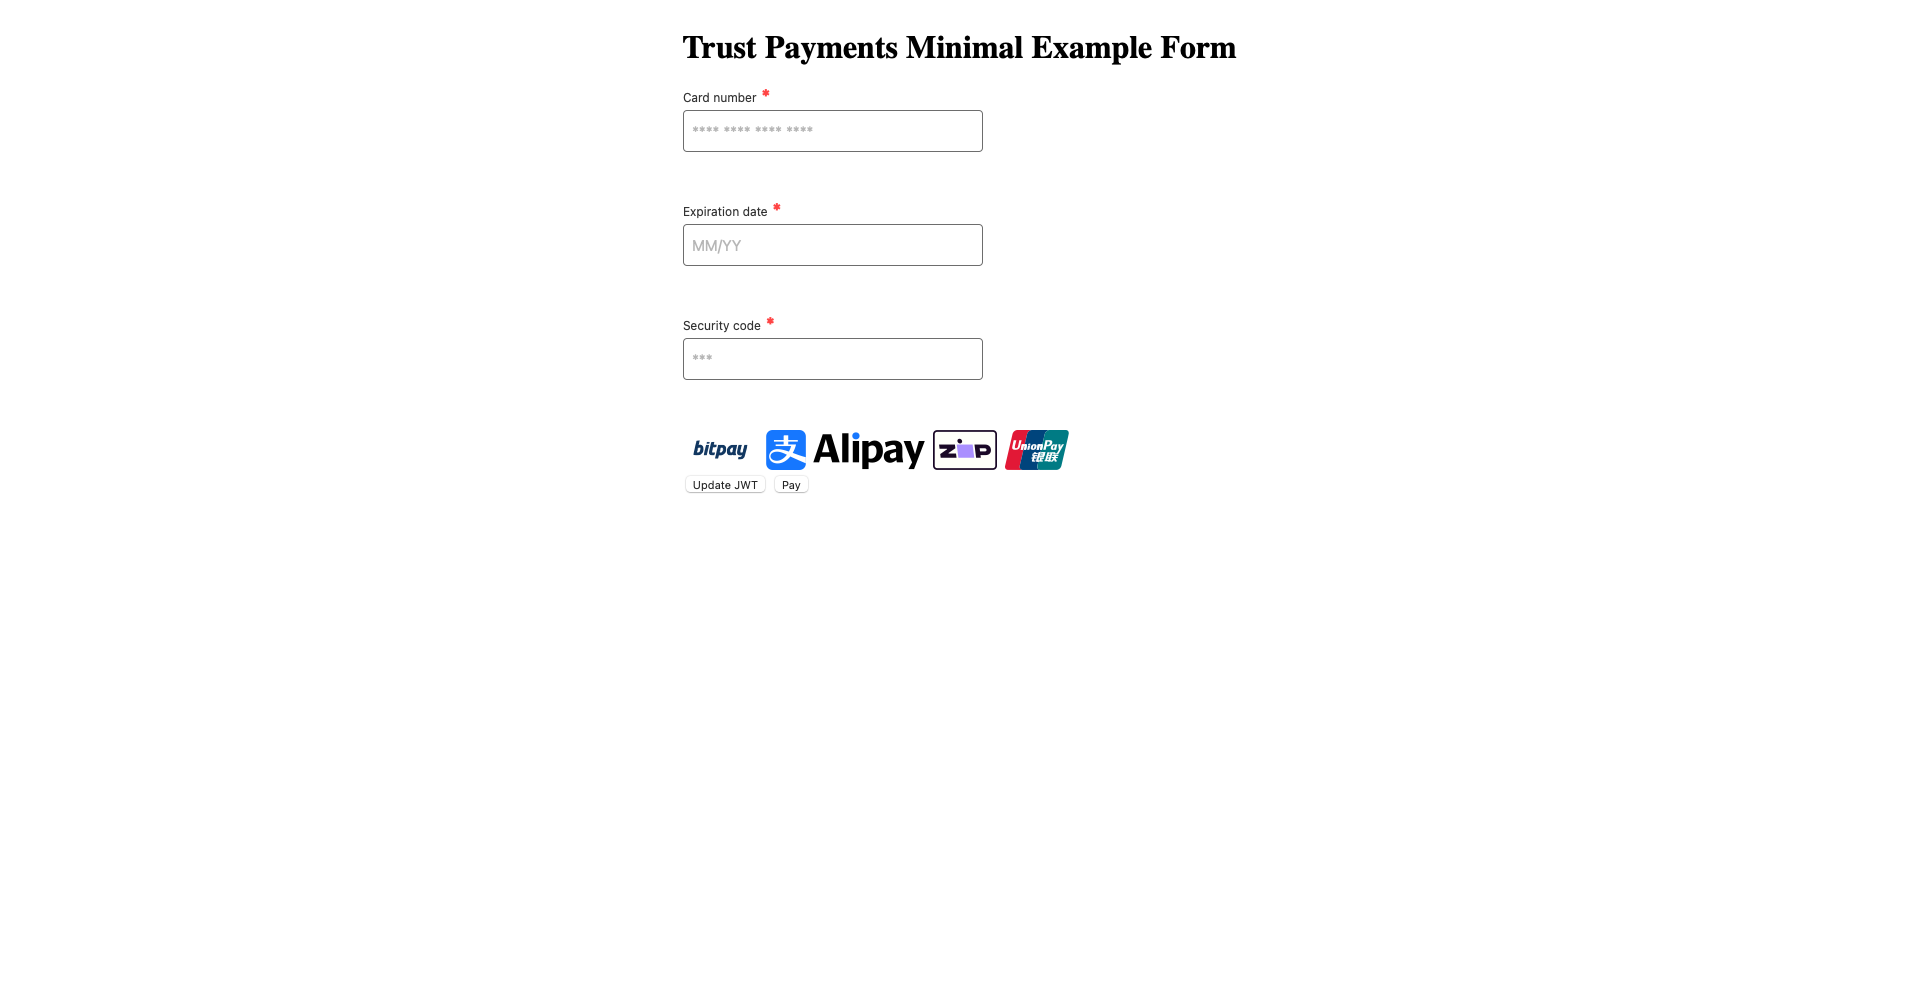 Trust Payments Minimal Example Form
Card number *
**** **** **** ****
Expiration date *
MM/YY
Security code *
***
bitpay 支 Alipay zip UnionPay 银联
Update JWT Pay